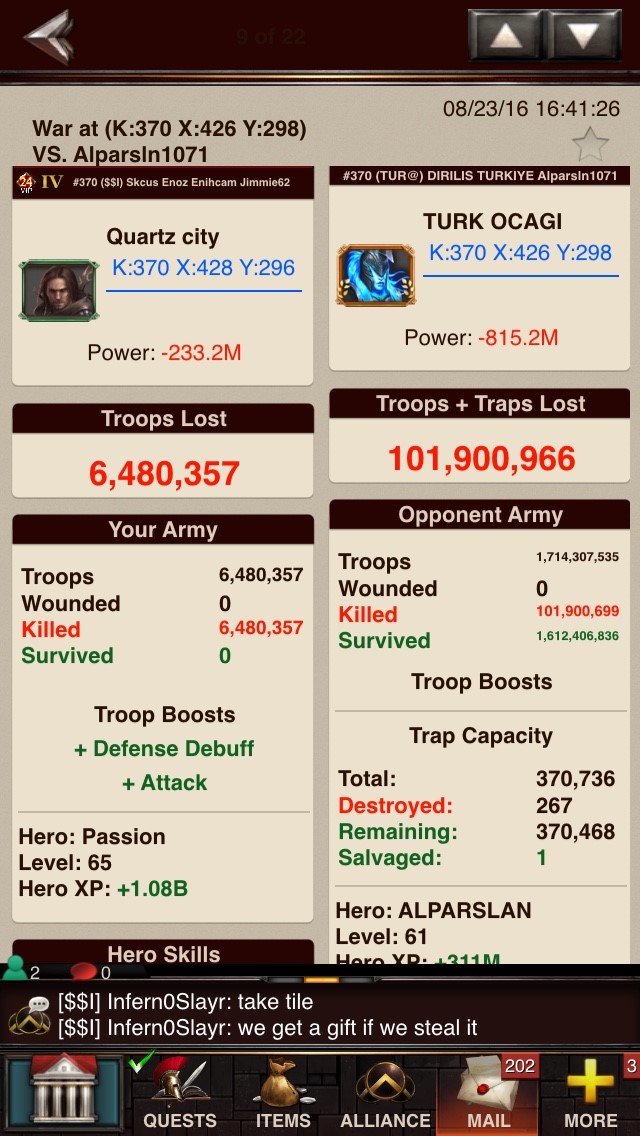 9 of 22
08/23/16 16:41:26
War at (K:370 X:426 Y:298)
VS. AlparsIn1071
24 VIP IV #370 ($$I) Skcus Enoz Enihcam Jimmie62
Quartz city
K:370 X:428 Y:296
Power: -233.2M
#370 (TUR@) DIRILIS TURKIYE AlparsIn1071
TURK OCAGI
K:370 X:426 Y:298
Power: -815.2M
Troops Lost
6,480,357
Troops + Traps Lost
101,900,966
Your Army
Troops 6,480,357
Wounded 0
Killed 6,480,357
Survived 0
Troop Boosts
+ Defense Debuff
+ Attack
Hero: Passion
Level: 65
Hero XP: +1.08B
Hero Skills
Opponent Army
Troops 1,714,307,535
Wounded 0
Killed 101,900,699
Survived 1,612,406,836
Troop Boosts
Trap Capacity
Total: 370,736
Destroyed: 267
Remaining: 370,468
Salvaged: 1
Hero: ALPARSLAN
Level: 61
Hero XP: +311M
2 0
[$$I] Infern0Slayr: take tile
[$$I] Infern0Slayr: we get a gift if we steal it
QUESTS
ITEMS
ALLIANCE
202
MAIL
3
MORE